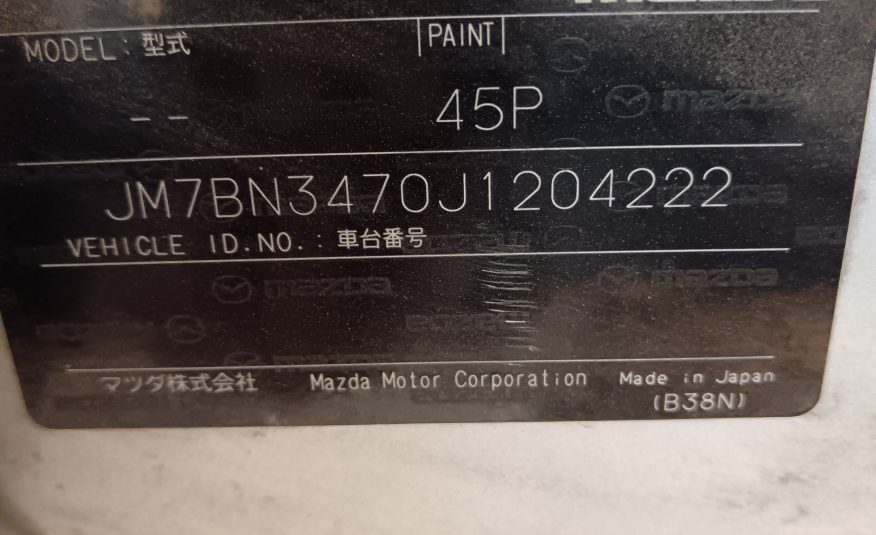 MODEL: 型式
PAINT
-- 45P
JM7BN3470J1204222
VEHICLE ID.NO.: 車台番号
マツダ株式会社 Mazda Motor Corporation Made in Japan
(B38N)